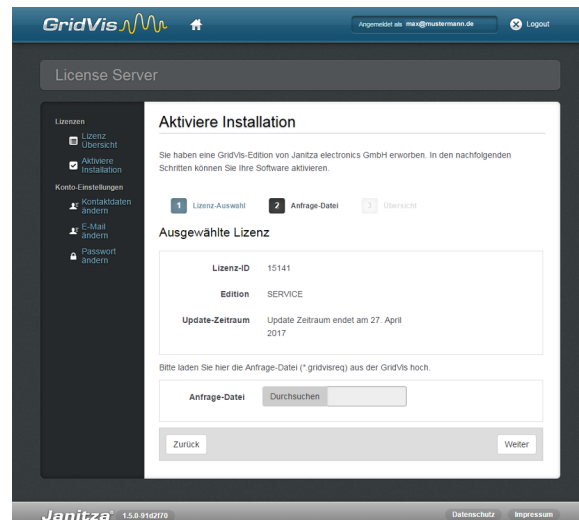 GridVis
Angemeldet als max@mustermann.de
Logout
License Server
Lizenzen
Lizenz
Übersicht
Aktiviere
Installation
Konto-Einstellungen
Kontaktdaten
ändern
E-Mail
ändern
Passwort
ändern
Aktiviere Installation
Sie haben eine GridVis-Edition von Janitza electronics GmbH erworben. In den nachfolgenden
Schritten können Sie Ihre Software aktivieren.
1 Lizenz-Auswahl 2 Anfrage-Datei 3 Übersicht
Ausgewählte Lizenz
Lizenz-ID 15141
Edition SERVICE
Update-Zeitraum Update Zeitraum endet am 27. April
2017
Bitte laden Sie hier die Anfrage-Datei (*.gridvisreq) aus der GridVis hoch.
Anfrage-Datei Durchsuchen
Zurück Weiter
Janitza® 1.5.0-91d2f70 Datenschutz Impressum